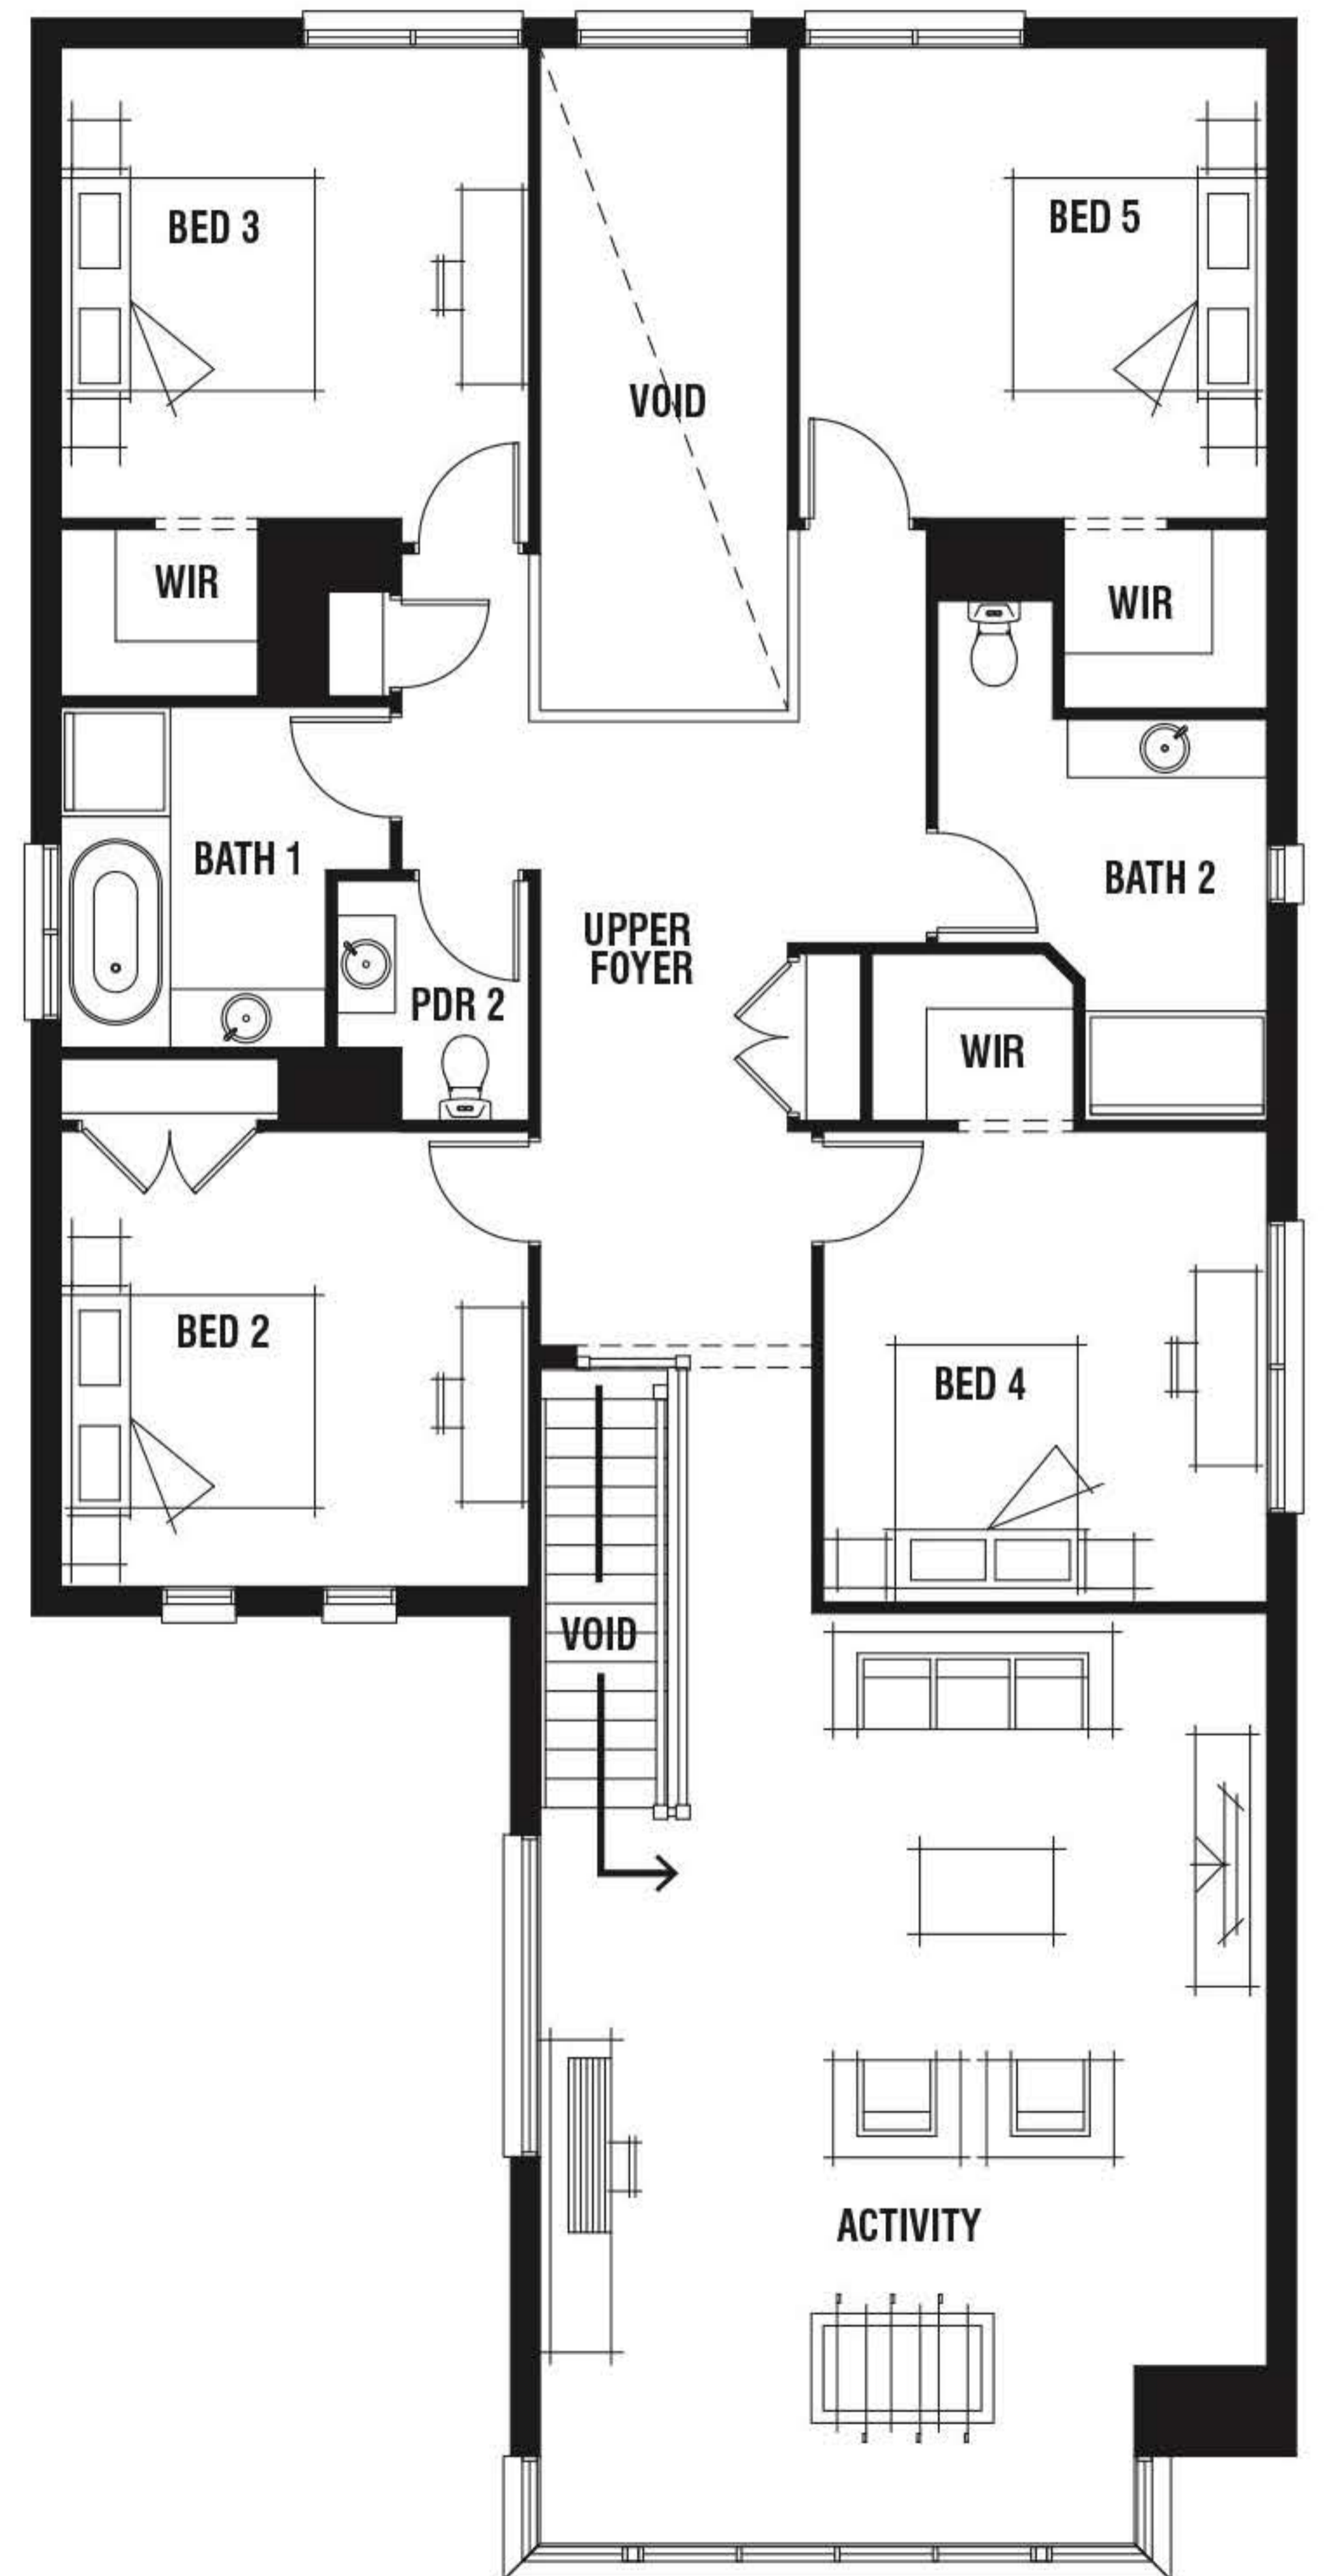 BED 3
BED 5
VOID
WIR
WIR
BATH 1
BATH 2
UPPER
FOYER
PDR 2
WIR
BED 2
BED 4
VOID
ACTIVITY